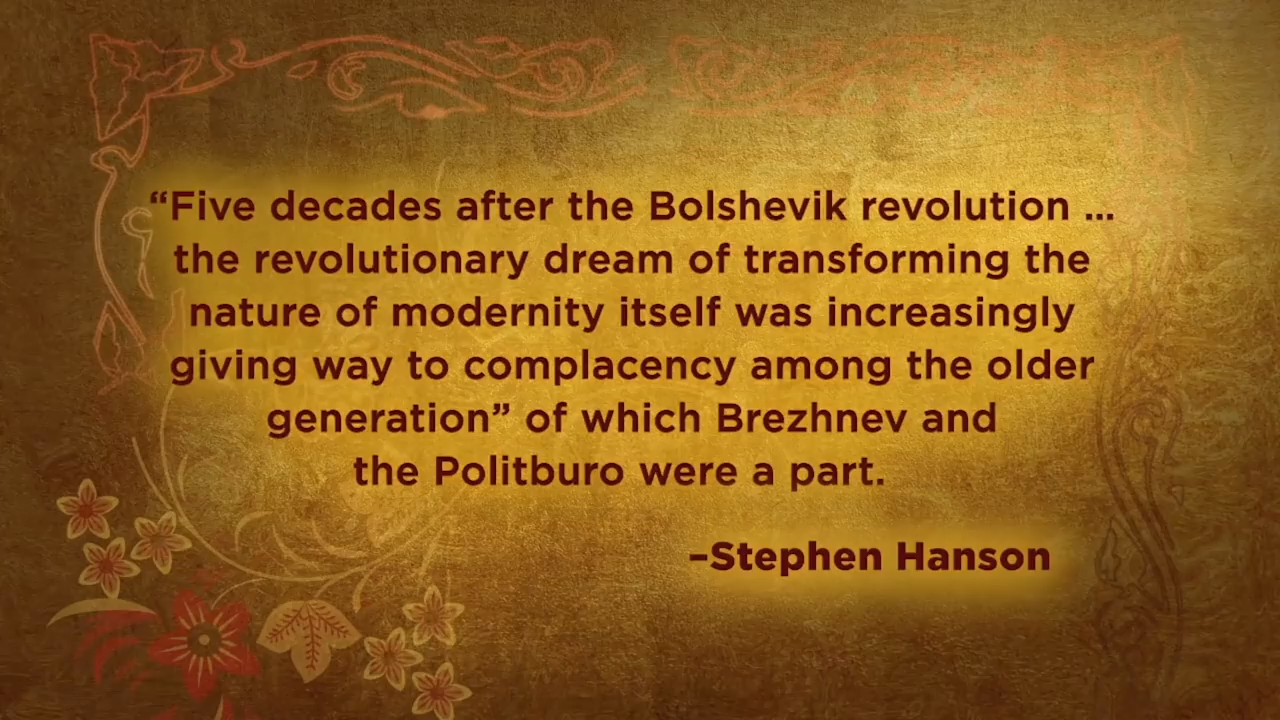 “Five decades after the Bolshevik revolution ...
the revolutionary dream of transforming the
nature of modernity itself was increasingly
giving way to complacency among the older
generation” of which Brezhnev and
the Politburo were a part.
–Stephen Hanson